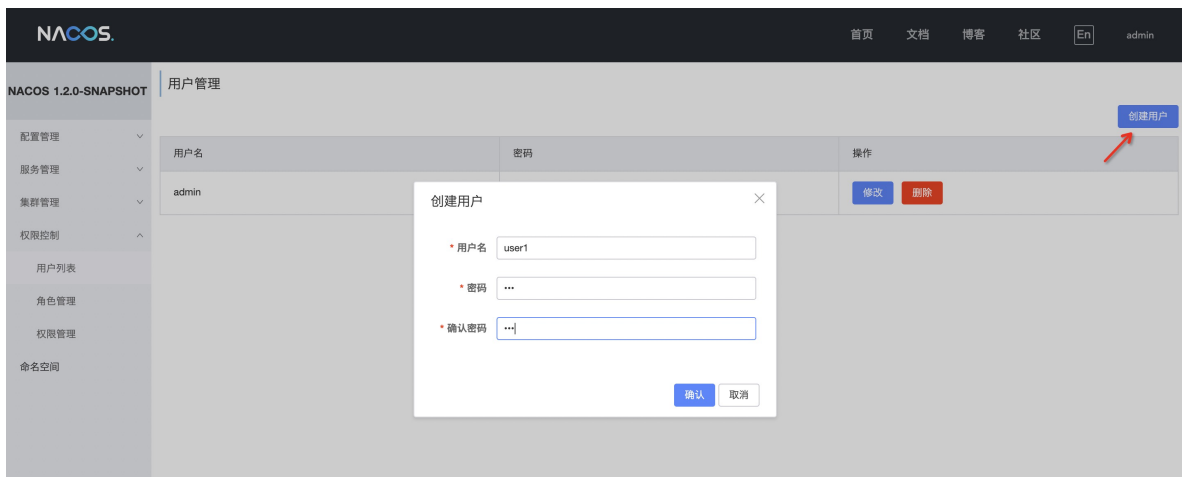 NACOS.
首页 文档 博客 社区 En admin
NACOS 1.2.0-SNAPSHOT
用户管理
创建用户
配置管理
服务管理
集群管理
权限控制
用户列表
角色管理
权限管理
命名空间
用户名 密码 操作
admin 修改 删除
创建用户
* 用户名 user1
* 密码 •••
* 确认密码 •••
确认 取消